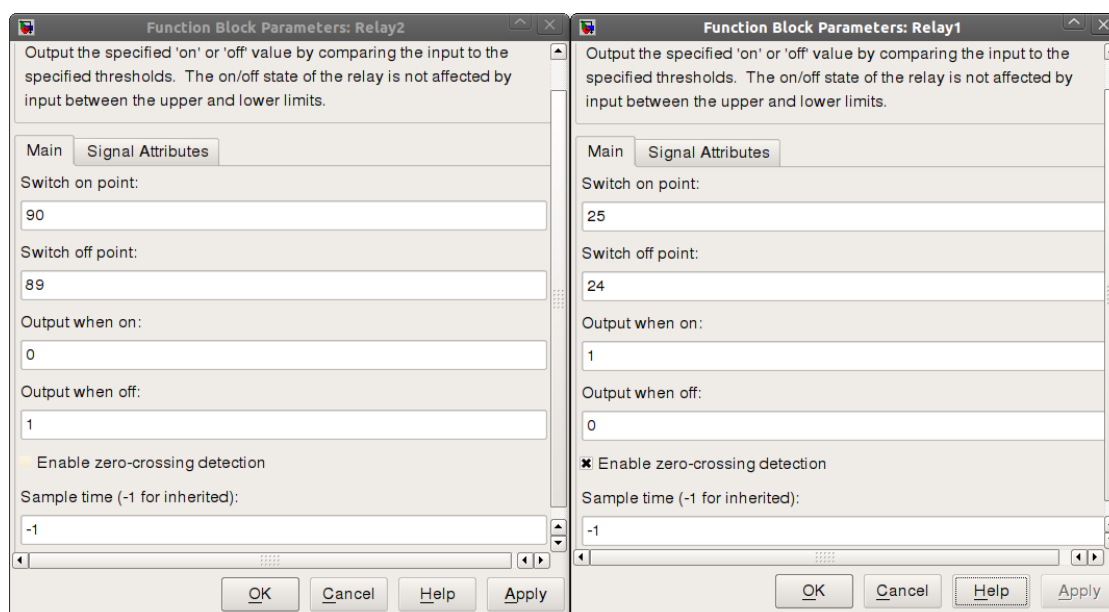 Function Block Parameters: Relay2
Output the specified 'on' or 'off' value by comparing the input to the
specified thresholds. The on/off state of the relay is not affected by
input between the upper and lower limits.
Main
Signal Attributes
Switch on point:
90
Switch off point:
89
Output when on:
0
Output when off:
1
Enable zero-crossing detection
Sample time (-1 for inherited):
-1
OK
Cancel
Help
Apply
Function Block Parameters: Relay1
Output the specified 'on' or 'off' value by comparing the input to the
specified thresholds. The on/off state of the relay is not affected by
input between the upper and lower limits.
Main
Signal Attributes
Switch on point:
25
Switch off point:
24
Output when on:
1
Output when off:
0
Enable zero-crossing detection
Sample time (-1 for inherited):
-1
OK
Cancel
Help
Apply